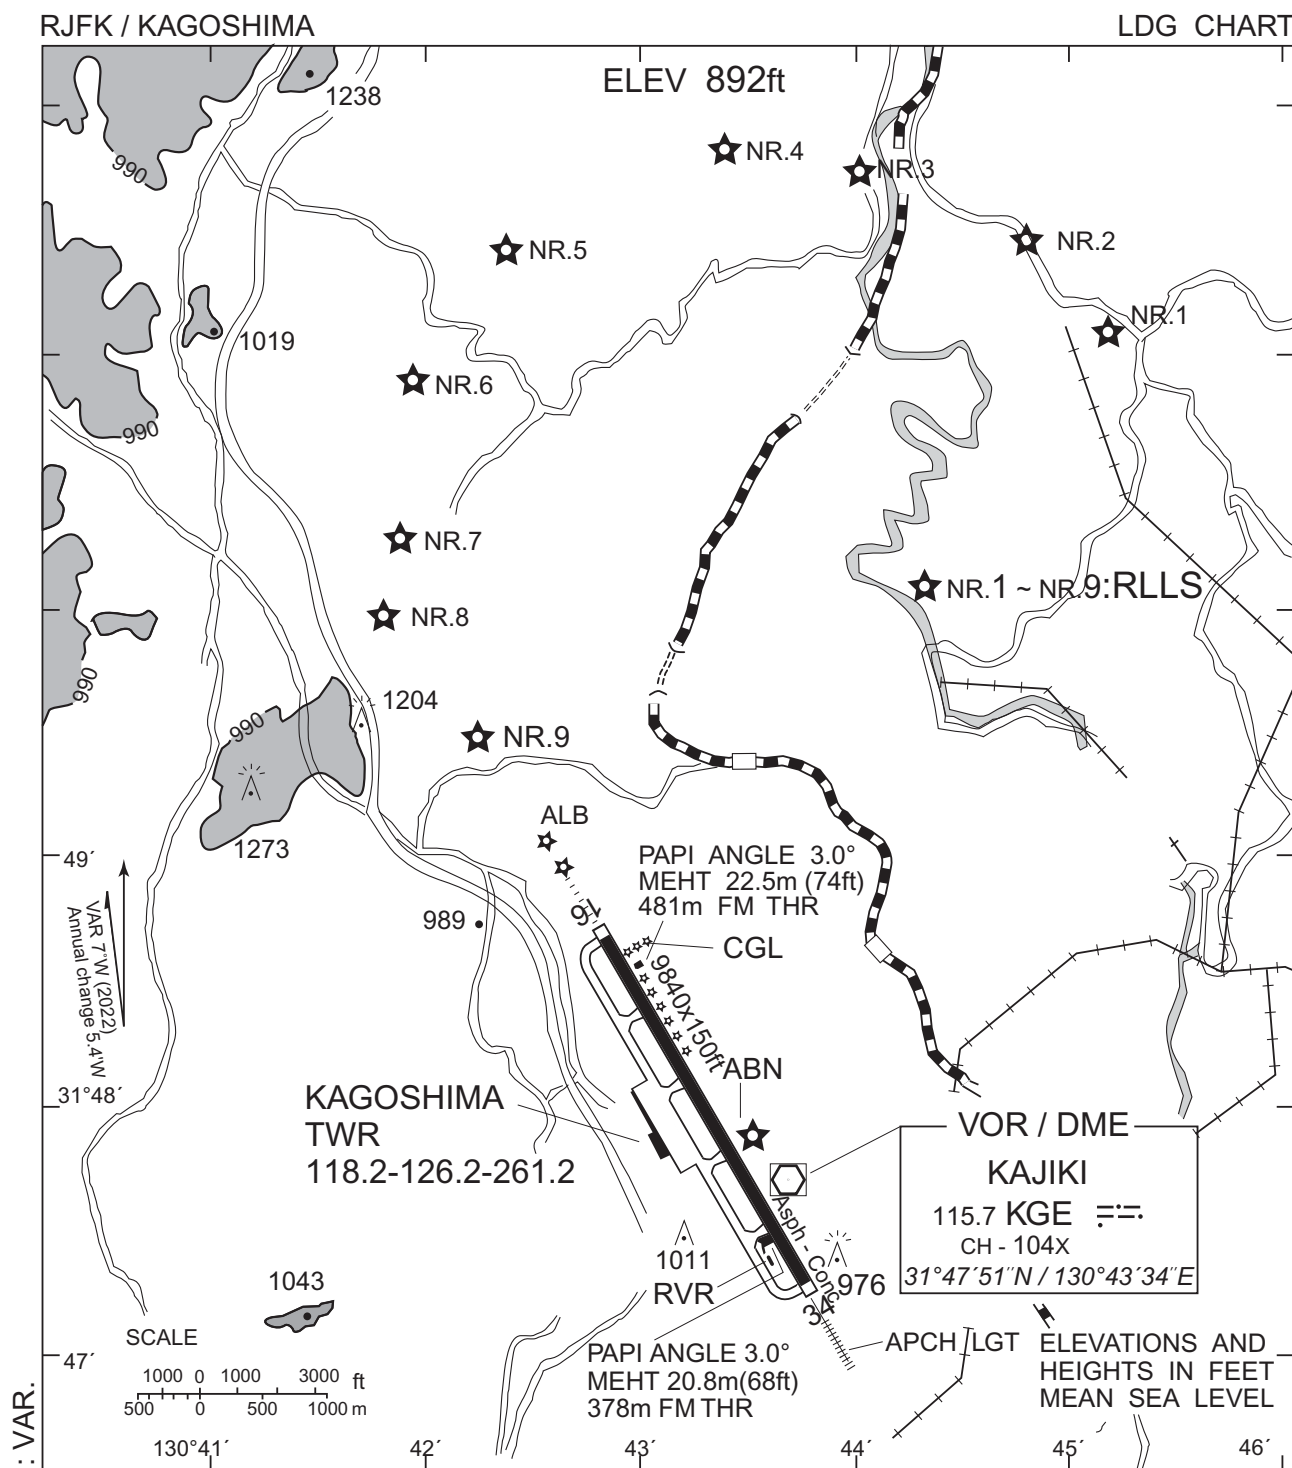 RJFK / KAGOSHIMA
LDG CHART
ELEV 892ft
1238
990
NR.4
NR.3
NR.2
NR.5
NR.1
1019
NR.6
990
NR.7
NR.1 ~ NR.9:RLLS
NR.8
990
1204
990
NR.9
1273
ALB
PAPI ANGLE 3.0°
MEHT 22.5m (74ft)
481m FM THR
49´
VAR 7°W (2022)
Annual change 5.4'W
989
16
CGL
9840x150ft
ABN
31°48´
KAGOSHIMA
TWR
118.2-126.2-261.2
VOR / DME
KAJIKI
115.7 KGE
CH - 104X
31°47´51˝N / 130°43´34˝E
Asph - Conc
1011
976
RVR
34
1043
SCALE
APCH LGT
ELEVATIONS AND
HEIGHTS IN FEET
MEAN SEA LEVEL
47´
PAPI ANGLE 3.0°
MEHT 20.8m(68ft)
378m FM THR
1000 0 1000 3000 ft
500 0 500 1000 m
: VAR.
130°41´
42´
43´
44´
45´
46´